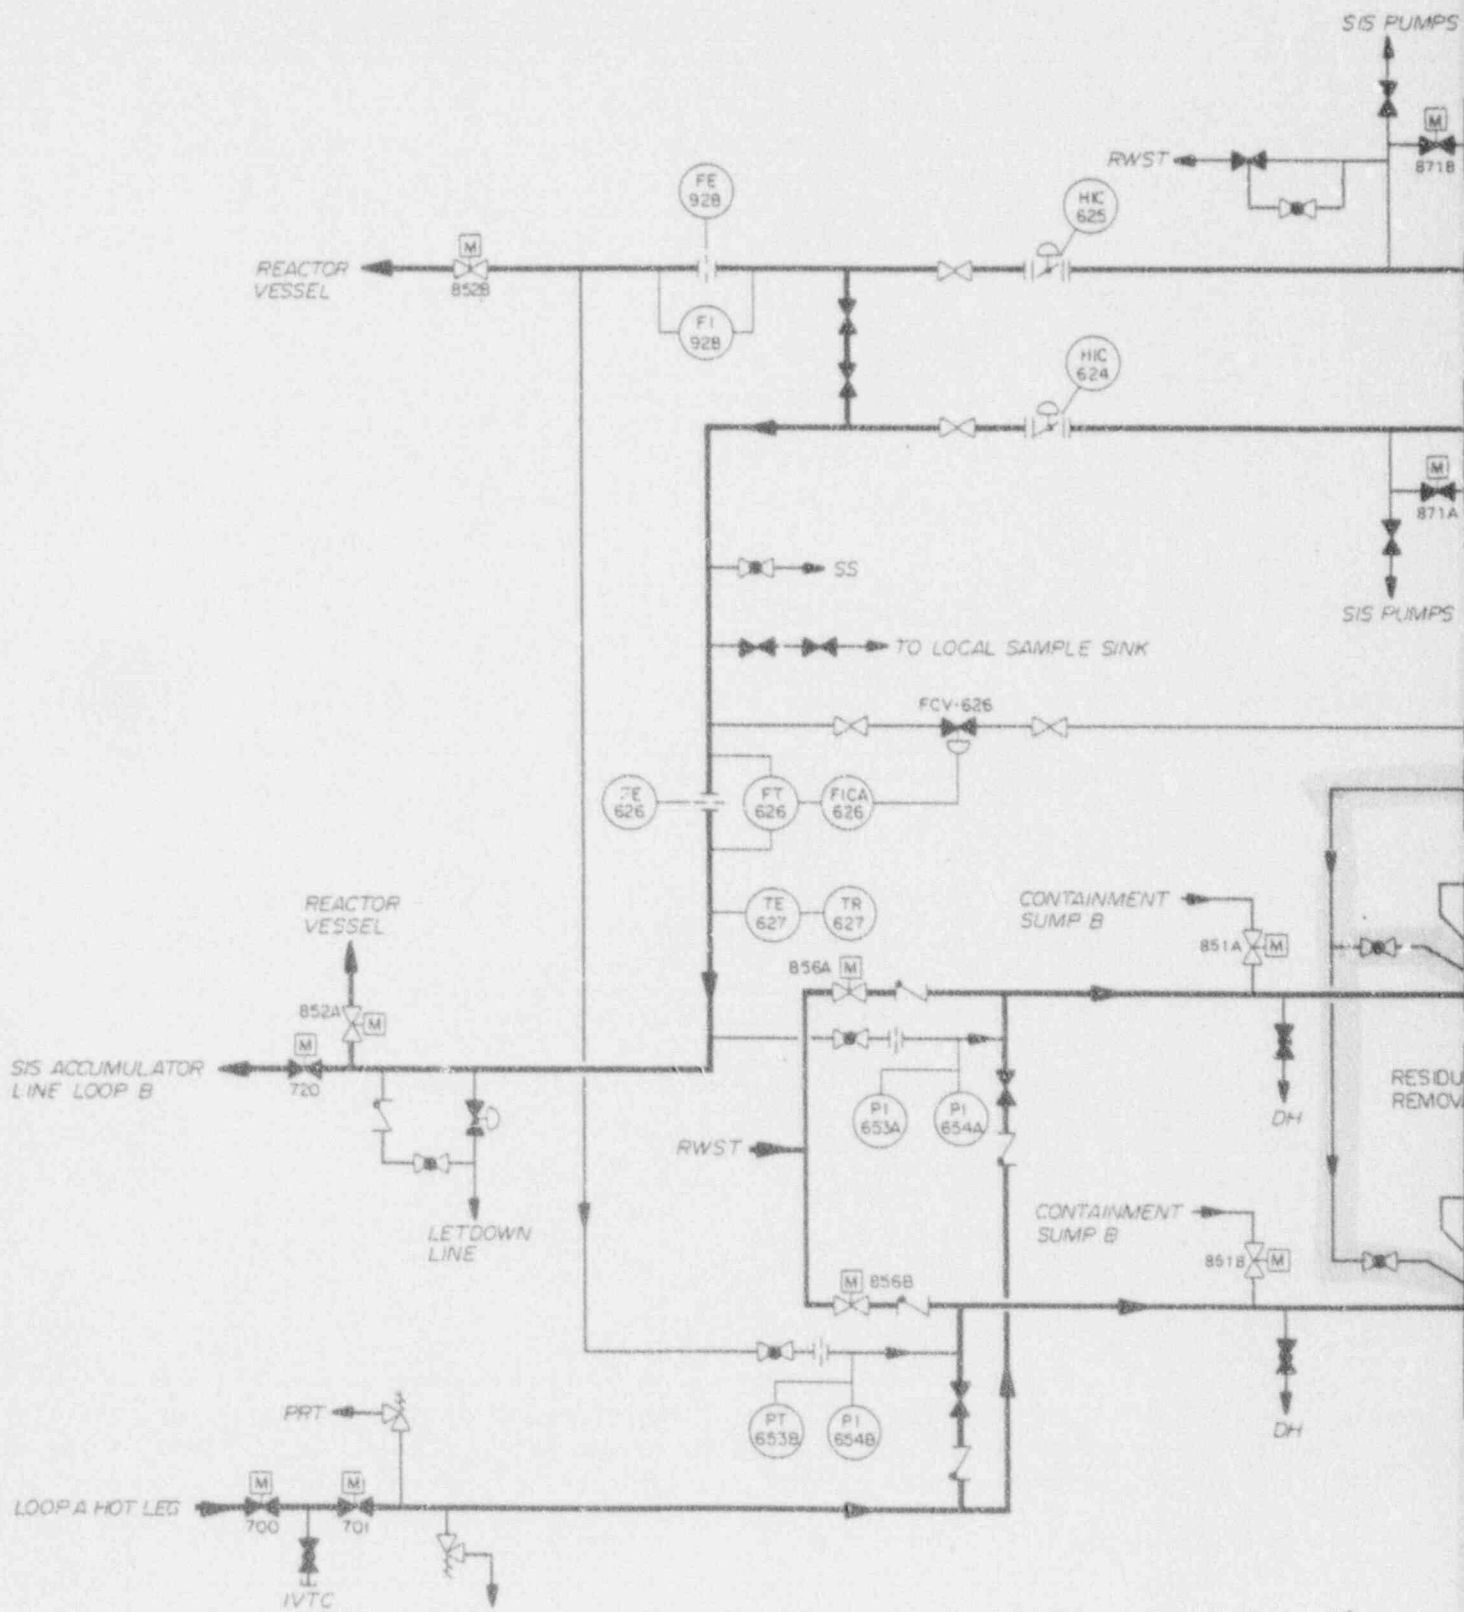 SIS PUMPS
M
871B
RWST
FE
928
HIC
625
M
REACTOR
VESSEL
852B
FI
928
HIC
624
M
871A
SS
SIS PUMPS
TO LOCAL SAMPLE SINK
FCV-626
FE
626
FT
626
FICA
626
REACTOR
VESSEL
TE
627
TR
627
CONTAINMENT
SUMP B
851A
M
856A
M
852A
M
M
SIS ACCUMULATOR
LINE LOOP B
720
PI
653A
PI
654A
DH
RESIDU
REMOV
RWST
LETDOWN
LINE
CONTAINMENT
SUMP B
851B
M
M
856B
PRT
PT
653B
PI
654B
DH
M
M
LOOP A HOT LEG
700
701
IVTC